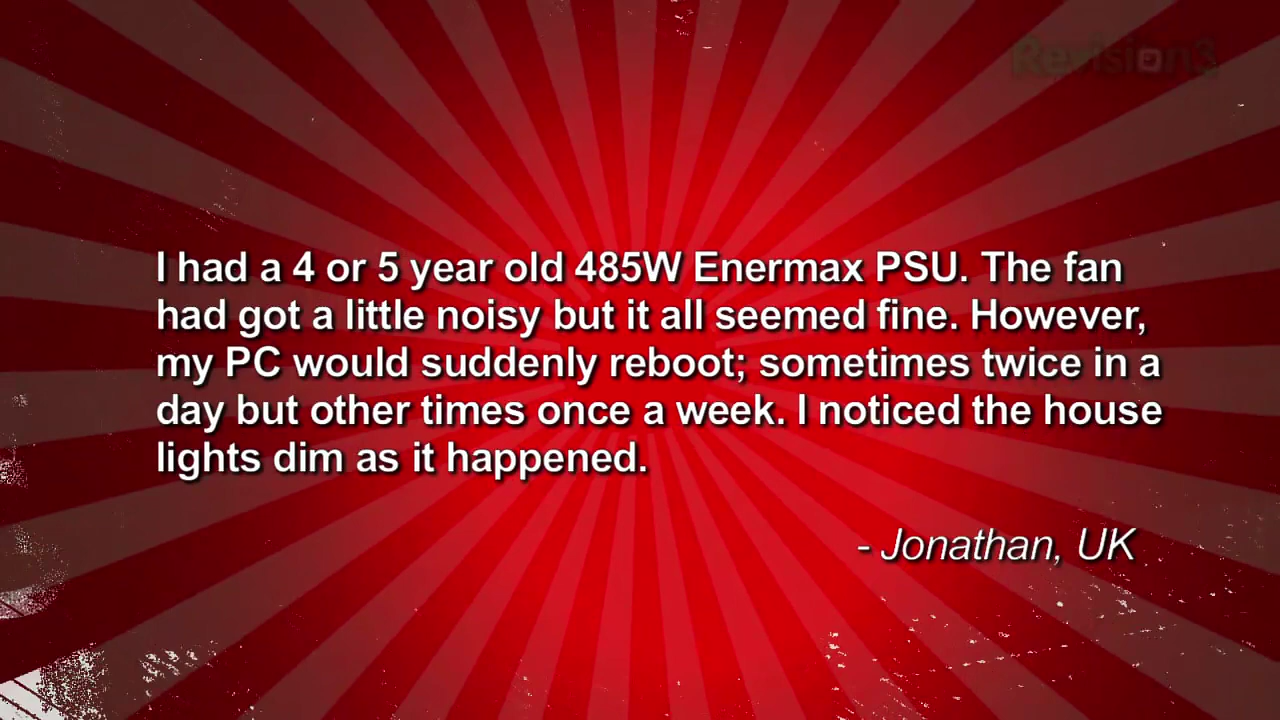 Revision3
I had a 4 or 5 year old 485W Enermax PSU. The fan
had got a little noisy but it all seemed fine. However,
my PC would suddenly reboot; sometimes twice in a
day but other times once a week. I noticed the house
lights dim as it happened.
- Jonathan, UK